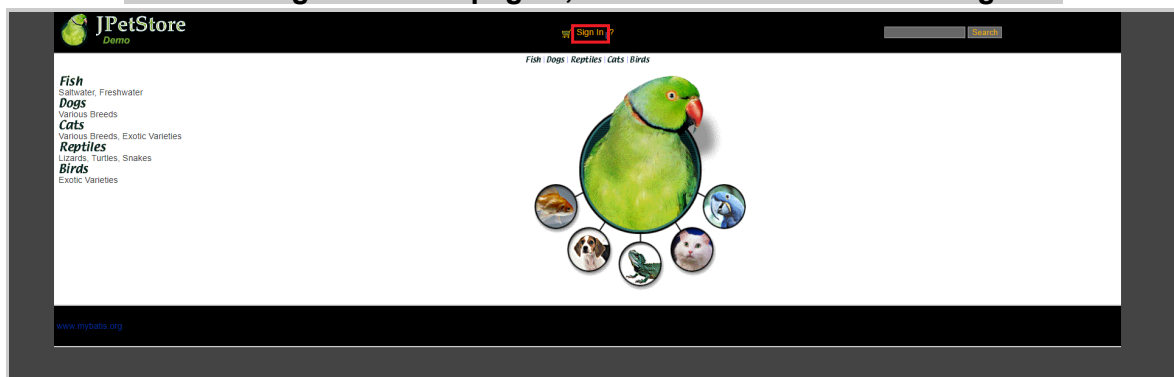 JPetStore
Demo
Sign In ?
Search
Fish | Dogs | Reptiles | Cats | Birds
Fish
Saltwater, Freshwater
Dogs
Various Breeds
Cats
Various Breeds, Exotic Varieties
Reptiles
Lizards, Turtles, Snakes
Birds
Exotic Varieties
www.mybatis.org